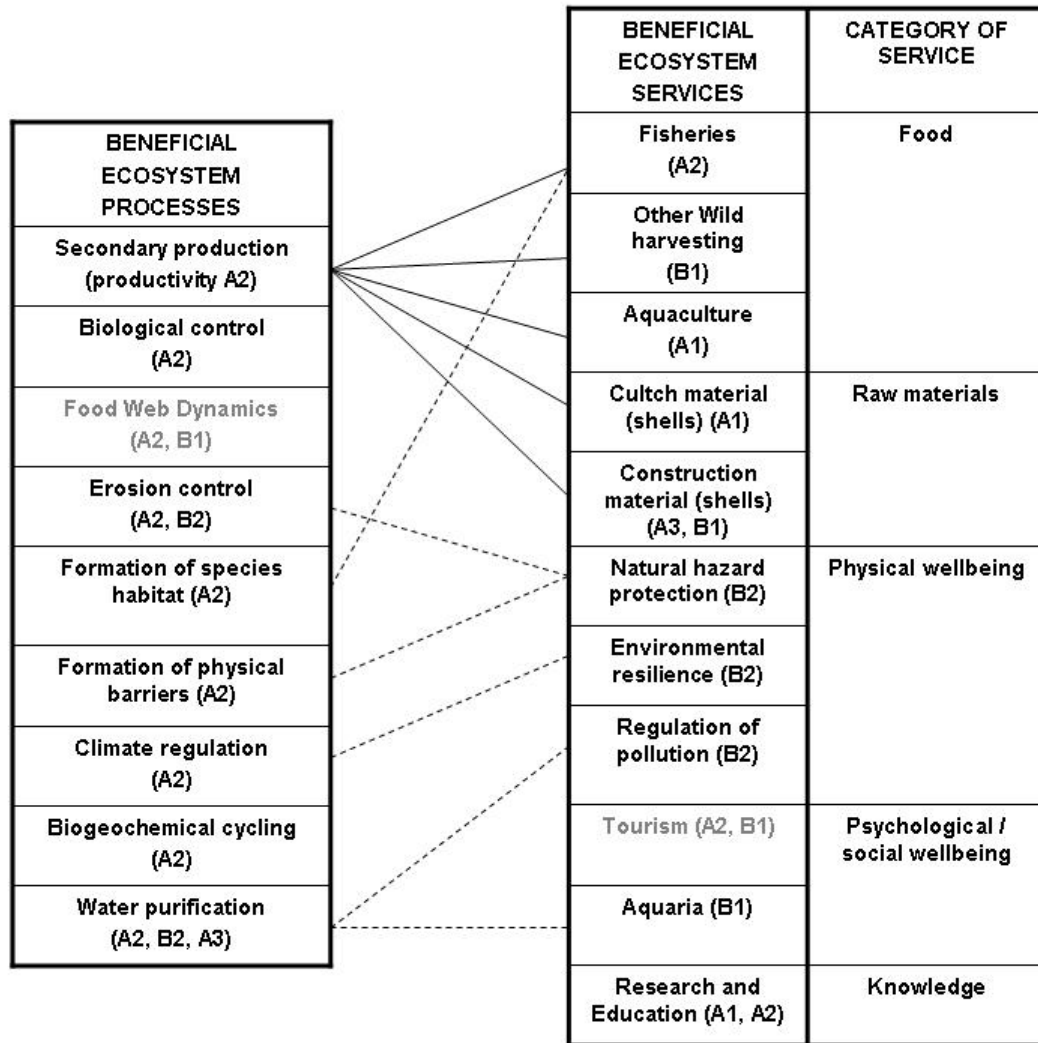 BENEFICIAL
ECOSYSTEM
PROCESSES
Secondary production
(productivity A2)
Biological control
(A2)
Food Web Dynamics
(A2, B1)
Erosion control
(A2, B2)
Formation of species
habitat (A2)
Formation of physical
barriers (A2)
Climate regulation
(A2)
Biogeochemical cycling
(A2)
Water purification
(A2, B2, A3)
BENEFICIAL
ECOSYSTEM
SERVICES
CATEGORY OF
SERVICE
Fisheries
(A2)
Food
Other Wild
harvesting
(B1)
Aquaculture
(A1)
Cultch material
(shells) (A1)
Raw materials
Construction
material (shells)
(A3, B1)
Natural hazard
protection (B2)
Physical wellbeing
Environmental
resilience (B2)
Regulation of
pollution (B2)
Tourism (A2, B1)
Psychological /
social wellbeing
Aquaria (B1)
Research and
Education (A1, A2)
Knowledge